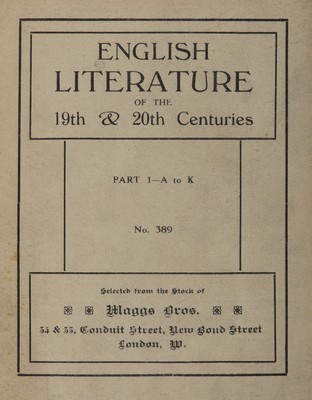 ENGLISH
LITERATURE
OF THE
19th & 20th Centuries
PART 1—A to K
No. 389
Selected from the Stock of
Maggs Bros.
34 & 35, Conduit Street, New Bond Street
London, W.